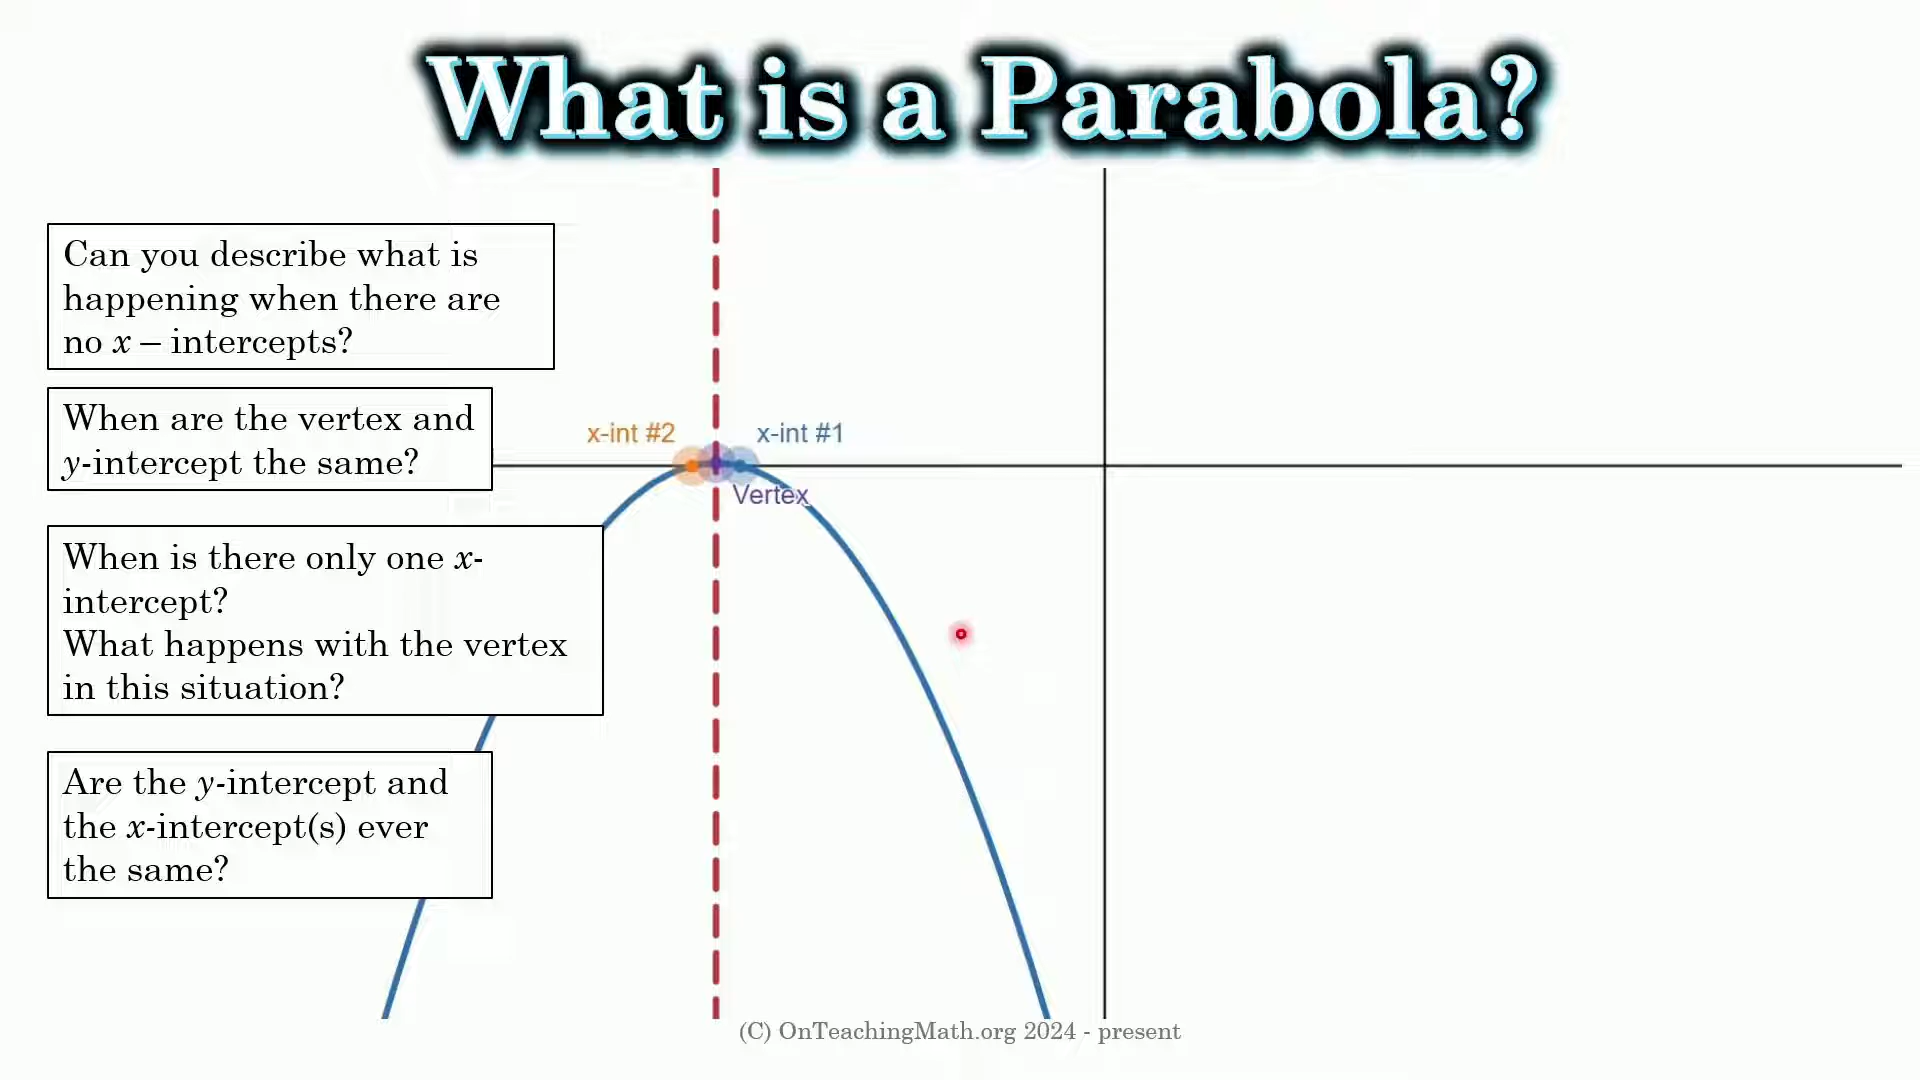 What is a Parabola?
Can you describe what is
happening when there are
no x – intercepts?
When are the vertex and
y-intercept the same?
x-int #2
x-int #1
Vertex
When is there only one x-
intercept?
What happens with the vertex
in this situation?
Are the y-intercept and
the x-intercept(s) ever
the same?
(C) OnTeachingMath.org 2024 - present